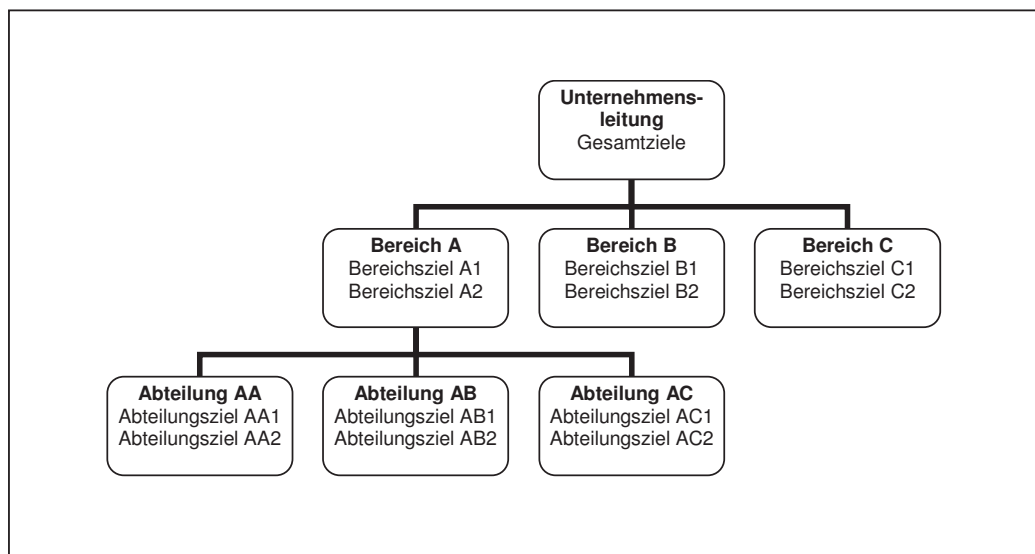 Unternehmens-
leitung
Gesamtziele
Bereich A
Bereichsziel A1
Bereichsziel A2
Bereich B
Bereichsziel B1
Bereichsziel B2
Bereich C
Bereichsziel C1
Bereichsziel C2
Abteilung AA
Abteilungsziel AA1
Abteilungsziel AA2
Abteilung AB
Abteilungsziel AB1
Abteilungsziel AB2
Abteilung AC
Abteilungsziel AC1
Abteilungsziel AC2